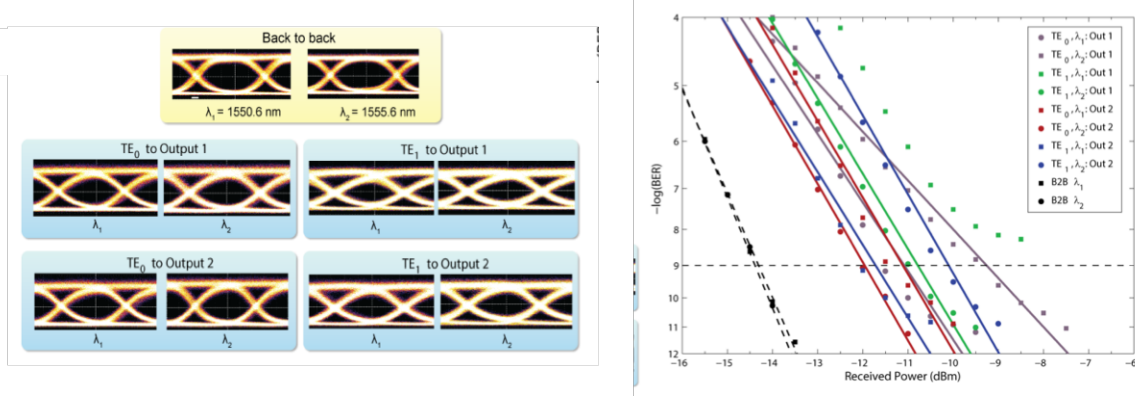 Back to back
λ1 = 1550.6 nm
λ2 = 1555.6 nm
TE0 to Output 1
TE1 to Output 1
λ1
λ2
λ1
λ2
TE0 to Output 2
TE1 to Output 2
λ1
λ2
λ1
λ2
−log(BER)
4
5
6
7
8
9
10
11
12
−16
−15
−14
−13
−12
−11
−10
−9
−8
−7
−6
Received Power (dBm)
TE0, λ1: Out 1
TE0, λ2: Out 1
TE1, λ1: Out 1
TE1, λ2: Out 1
TE0, λ1: Out 2
TE0, λ2: Out 2
TE1, λ1: Out 2
TE1, λ2: Out 2
B2B λ1
B2B λ2